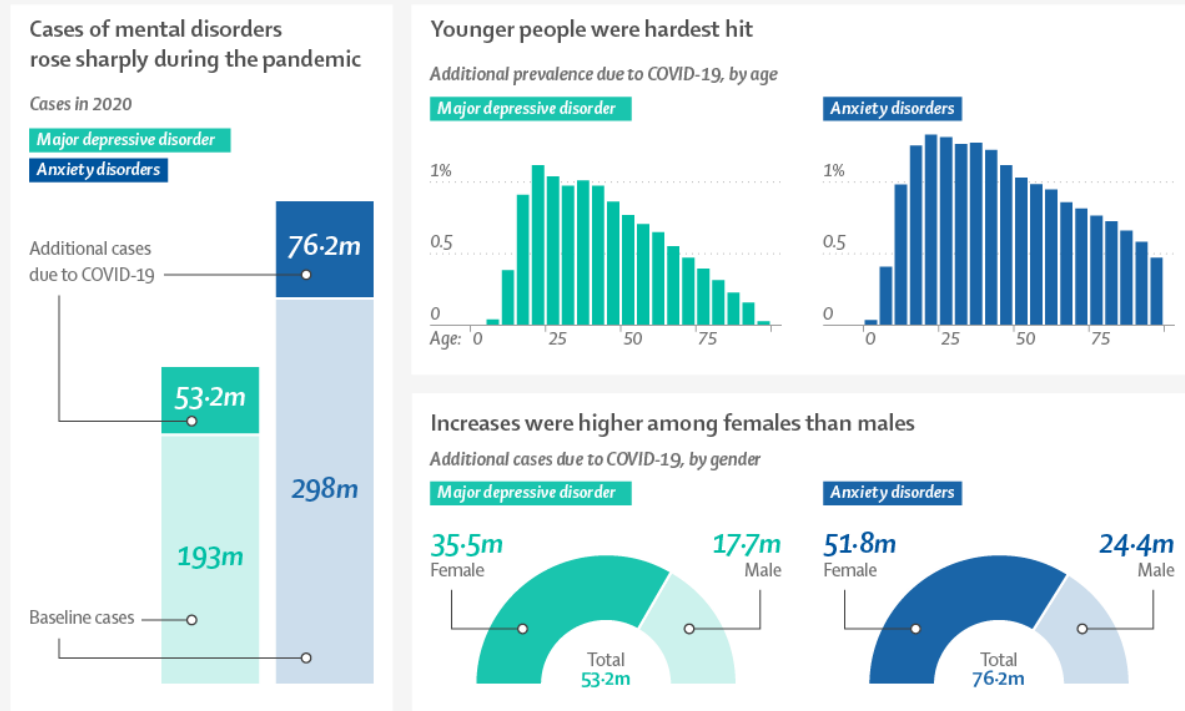 Cases of mental disorders
rose sharply during the pandemic
Cases in 2020
Major depressive disorder
Anxiety disorders
Additional cases
due to COVID-19
76·2m
53·2m
298m
193m
Baseline cases
Younger people were hardest hit
Additional prevalence due to COVID-19, by age
Major depressive disorder
1%
0.5
0
Age: 0 25 50 75
Anxiety disorders
1%
0.5
0
0 25 50 75
Increases were higher among females than males
Additional cases due to COVID-19, by gender
Major depressive disorder
35·5m
Female
17·7m
Male
Total
53·2m
Anxiety disorders
51·8m
Female
24·4m
Male
Total
76·2m